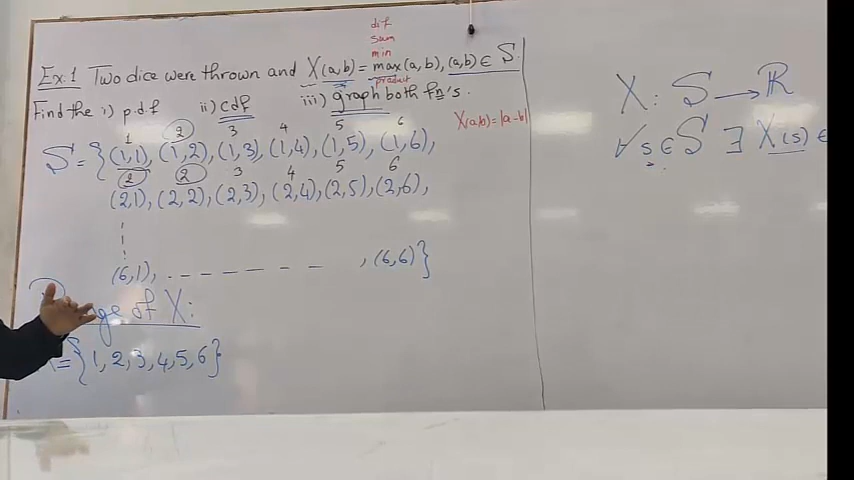 dif
sum
min
Ex:1 Two dice were thrown and X(a,b) = max(a,b), (a,b) ∈ S.
product
Find the i) p.d.f ii) cdf iii) graph both fn's.
X(a,b) = |a-b|
1 2 3 4 5 6
S = {(1,1), (1,2), (1,3), (1,4), (1,5), (1,6),
2 2 3 4 5 6
(2,1), (2,2), (2,3), (2,4), (2,5), (2,6),
(6,1), - - - - - - - - , (6,6)}
of X:
= {1, 2, 3, 4, 5, 6}
X : S → ℝ
∀ s ∈ S ∃ X(s) ∈